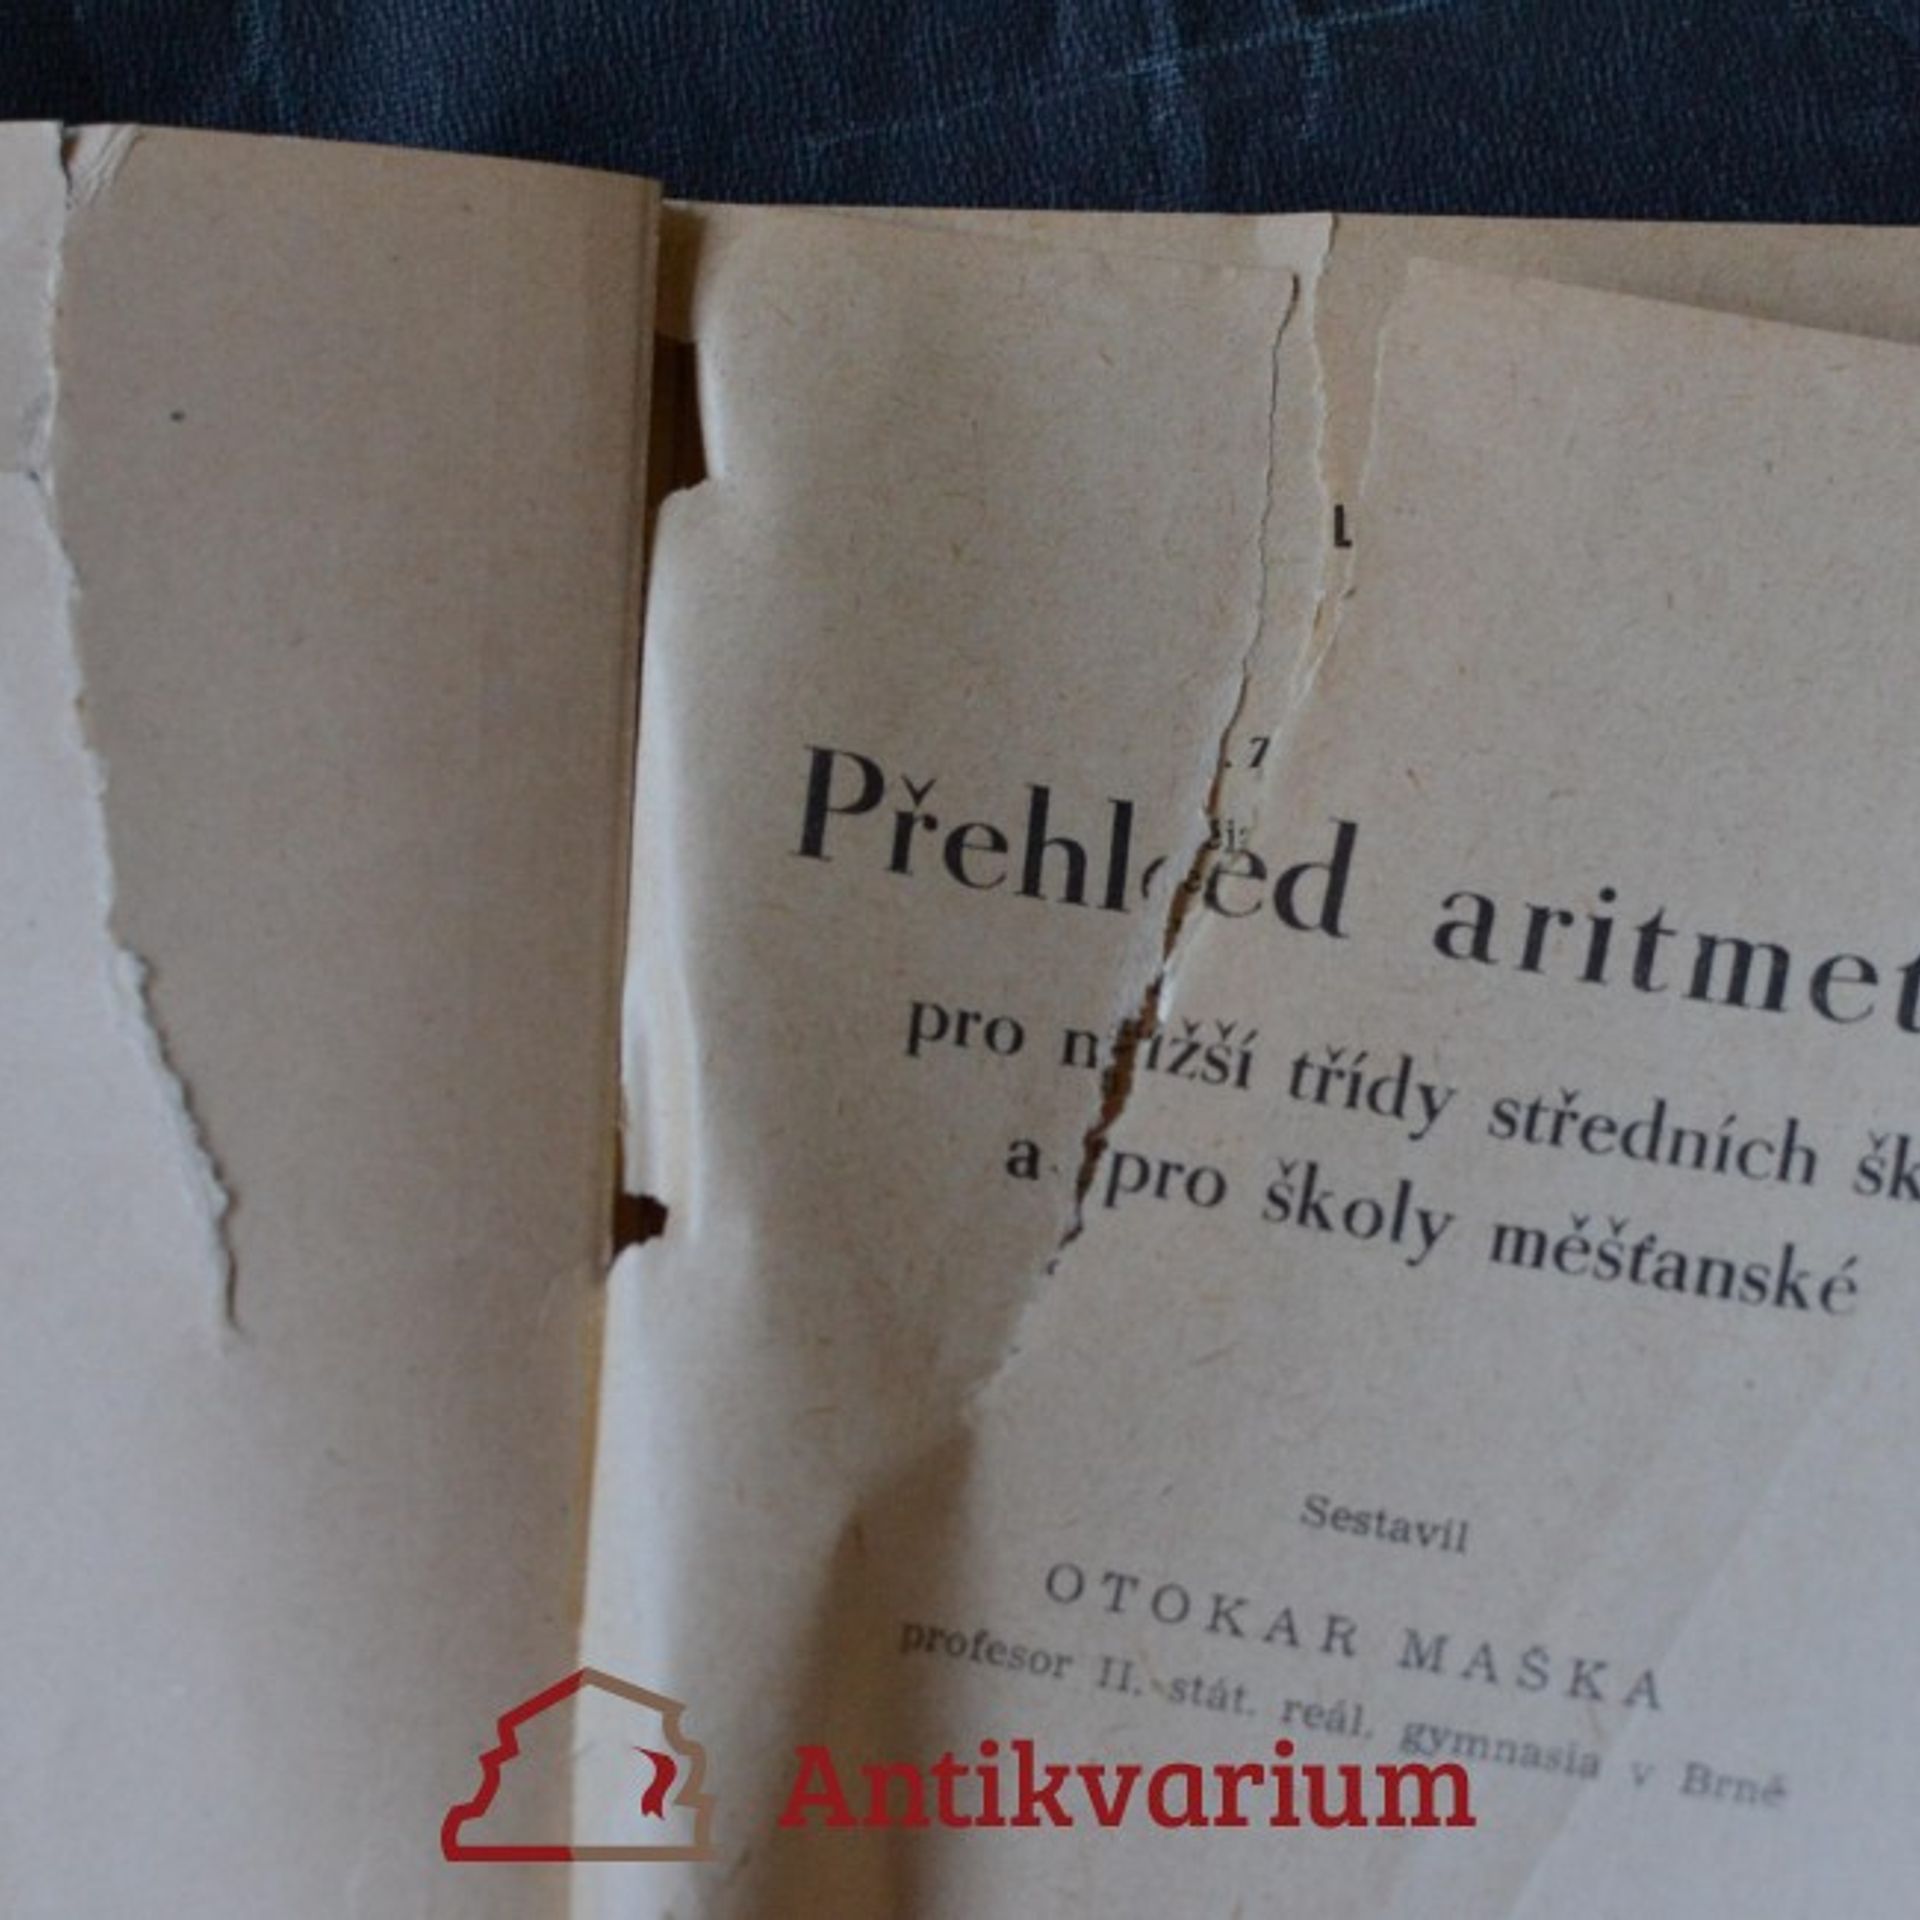 L
7
Přehled aritmet
pro nižší třídy středních šk
a pro školy měšťanské
Sestavil
OTOKAR MAŠKA
profesor II. stát. reál. gymnasia v Brně
Antikvarium